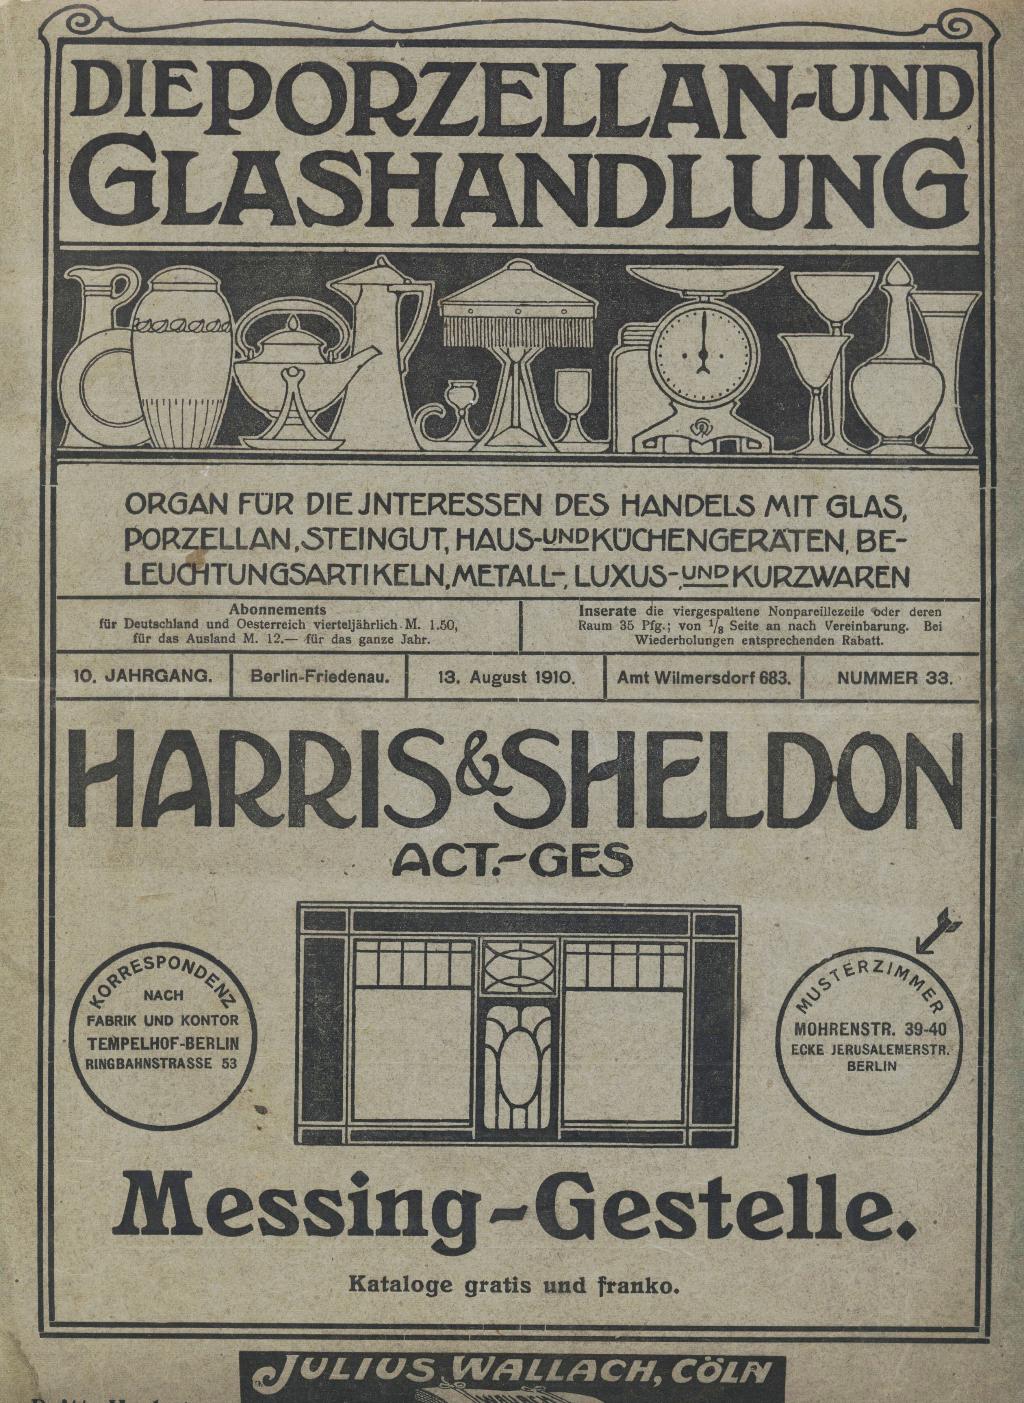 DIE PORZELLAN-UND
GLASHANDLUNG
ORGAN FÜR DIE JNTERESSEN DES HANDELS MIT GLAS,
PORZELLAN, STEINGUT, HAUS-UND KÜCHENGERÄTEN, BE-
LEUCHTUNGSARTIKELN, METALL-, LUXUS-, UND KURZWAREN
Abonnements
für Deutschland und Oesterreich vierteljährlich M. 1.50,
für das Ausland M. 12.— für das ganze Jahr.
Inserate die viergespaltene Nonpareillezeile oder deren
Raum 35 Pfg.; von 1/8 Seite an nach Vereinbarung. Bei
Wiederholungen entsprechenden Rabatt.
10. JAHRGANG. Berlin-Friedenau. 13. August 1910. Amt Wilmersdorf 683. NUMMER 33.
HARRIS & SHELDON
ACT.-GES
KORRESPONDENZ
NACH
FABRIK UND KONTOR
TEMPELHOF-BERLIN
RINGBAHNSTRASSE 53
MUSTERZIMMER
MOHRENSTR. 39-40
ECKE JERUSALEMERSTR.
BERLIN
Messing-Gestelle.
Kataloge gratis und franko.
JULIUS WALLACH, CÖLN